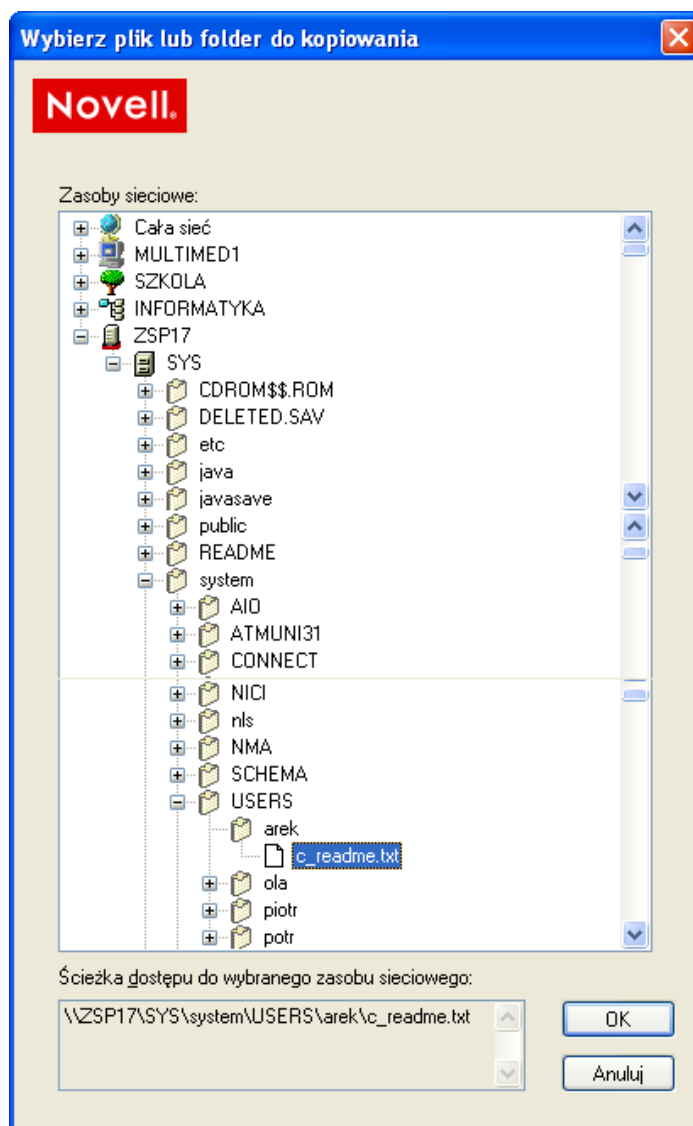 Wybierz plik lub folder do kopiowania
Novell.
Zasoby sieciowe:
Cała sieć
MULTIMED1
SZKOLA
INFORMATYKA
ZSP17
SYS
CDROM$$.ROM
DELETED.SAV
etc
java
javasave
public
README
system
AIO
ATMUNI31
CONNECT
NICI
nls
NMA
SCHEMA
USERS
arek
c_readme.txt
ola
piotr
potr
Ścieżka dostępu do wybranego zasobu sieciowego:
\\ZSP17\SYS\system\USERS\arek\c_readme.txt
OK
Anuluj